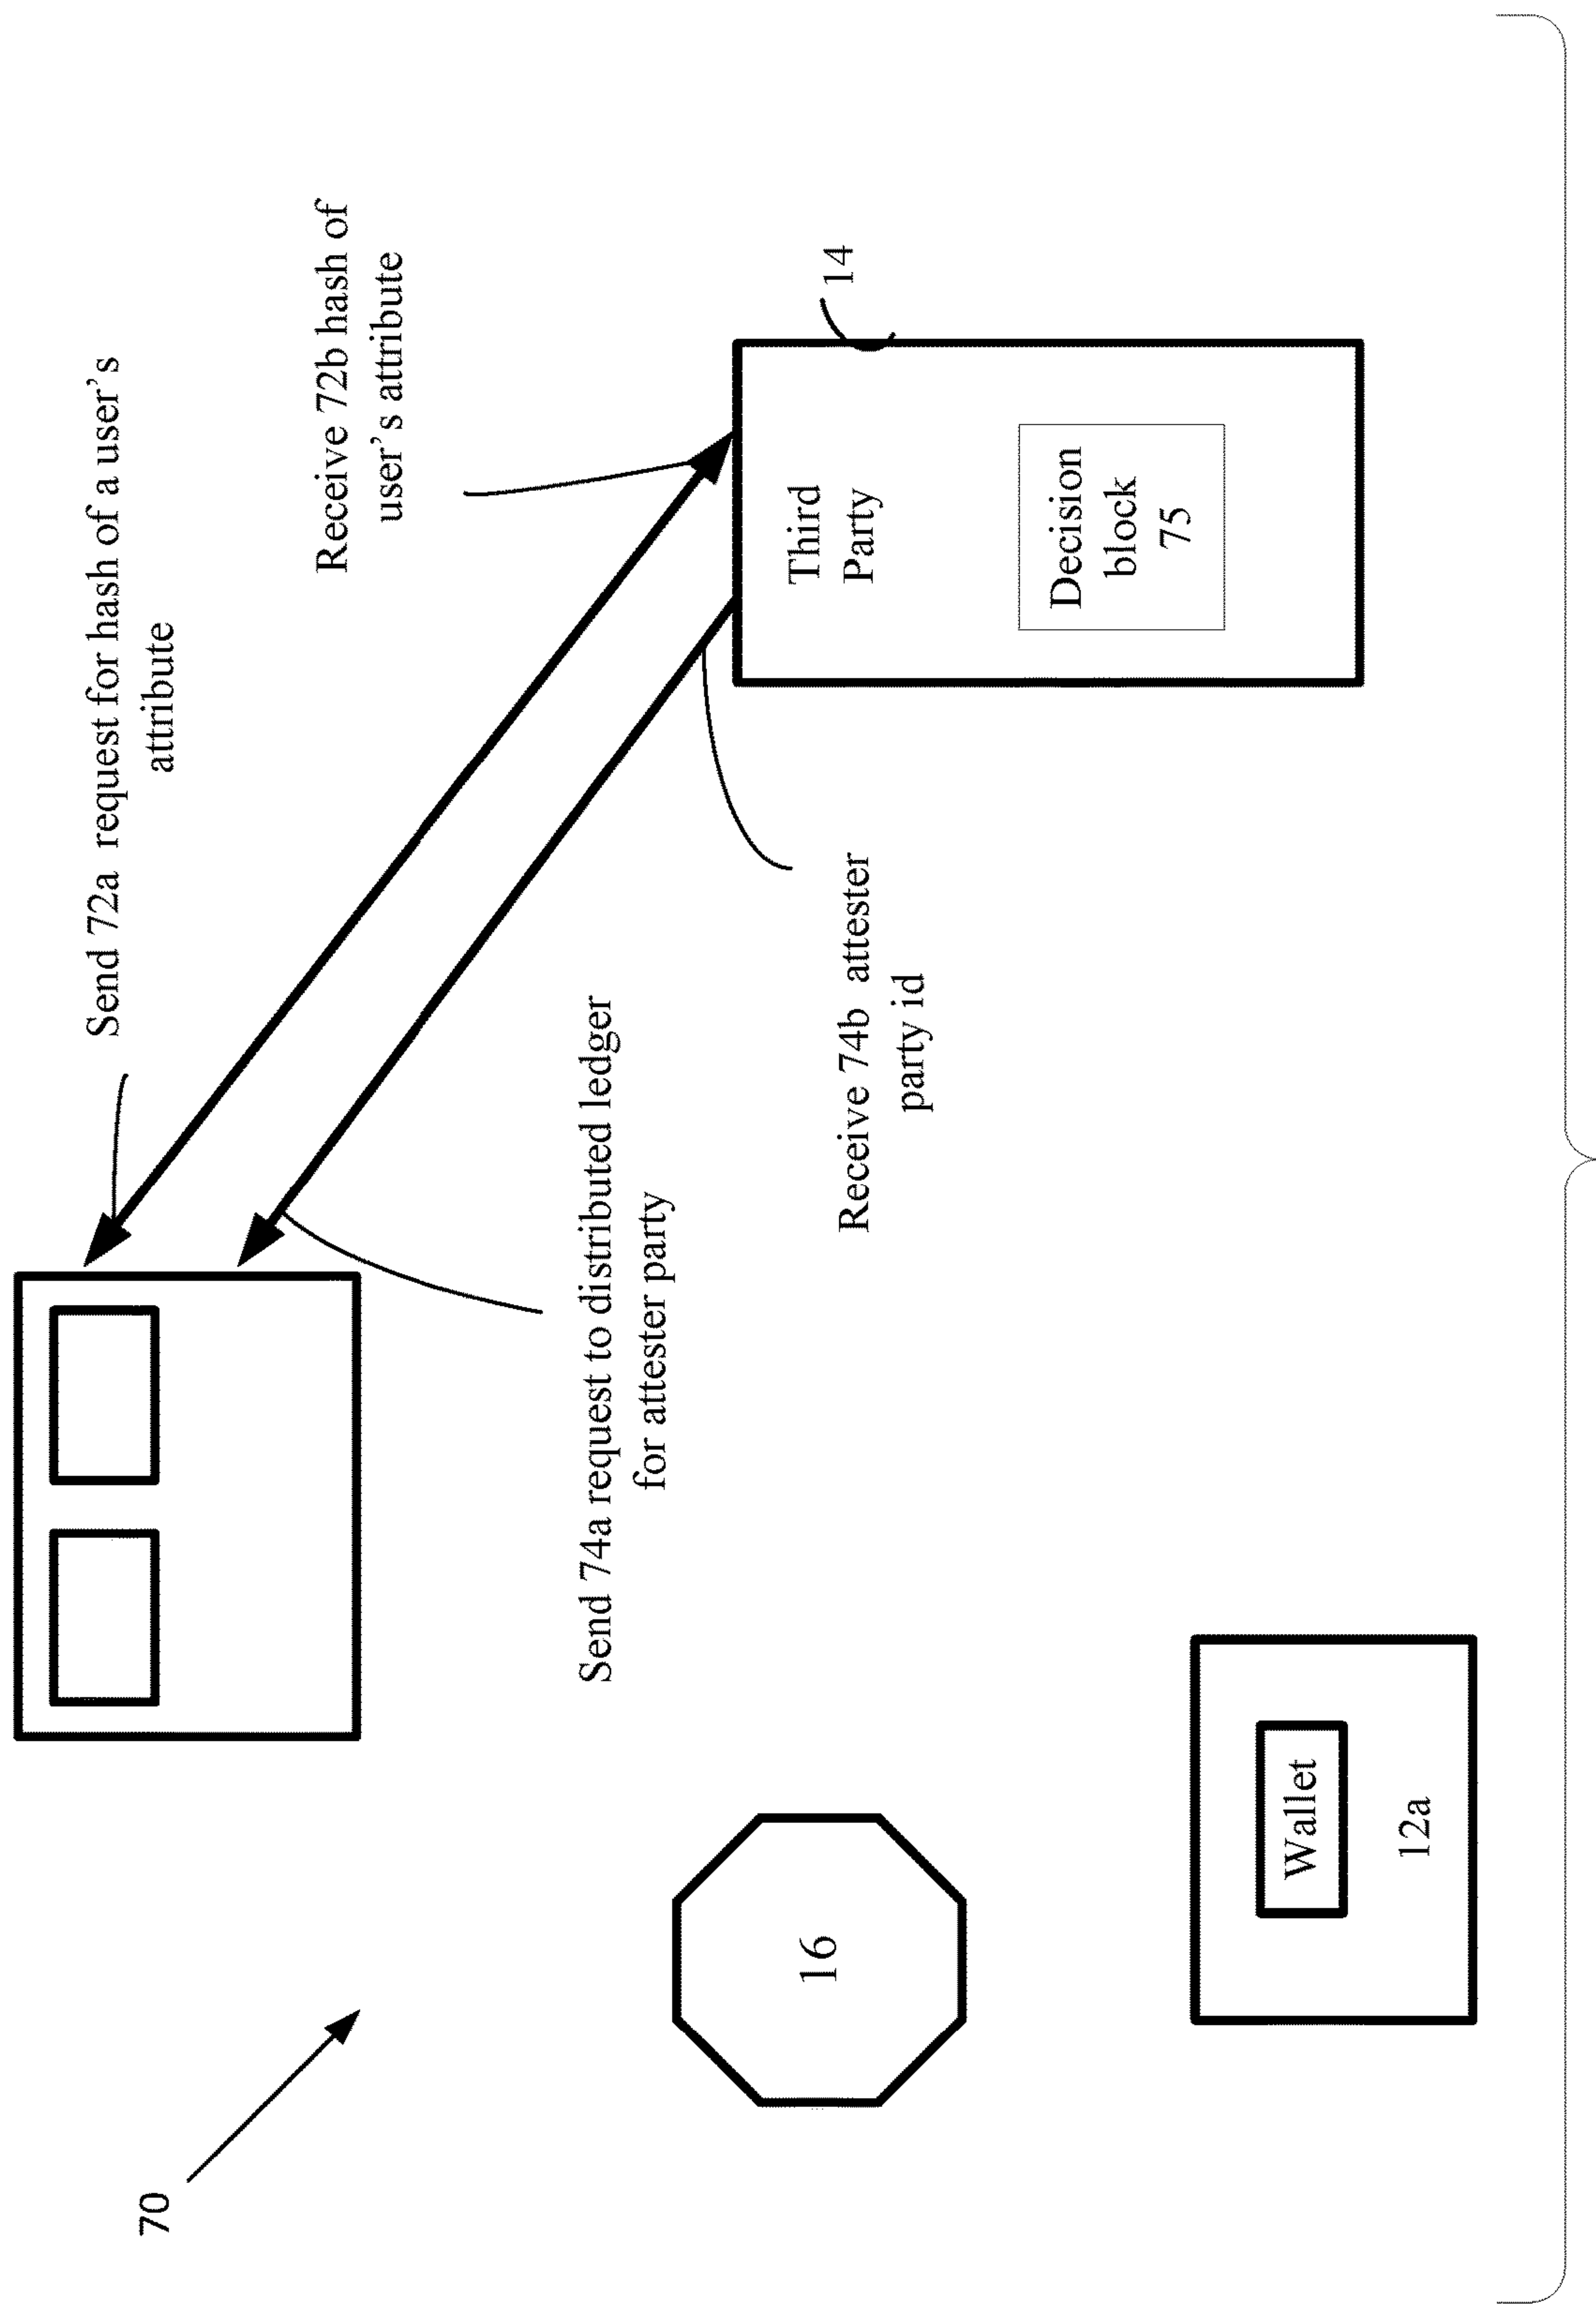 70
Send 72a request for hash of a user's
attribute
Receive 72b hash of
user's attribute
Send 74a request to distributed ledger
for attester party
Receive 74b attester
party id
14
Third
Party
Decision
block
75
16
Wallet
12a